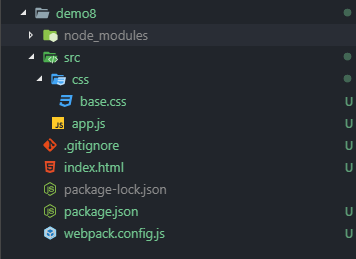 demo8
node_modules
src
css
base.css
U
JS
app.js
U
.gitignore
U
index.html
U
package-lock.json
package.json
U
webpack.config.js
U